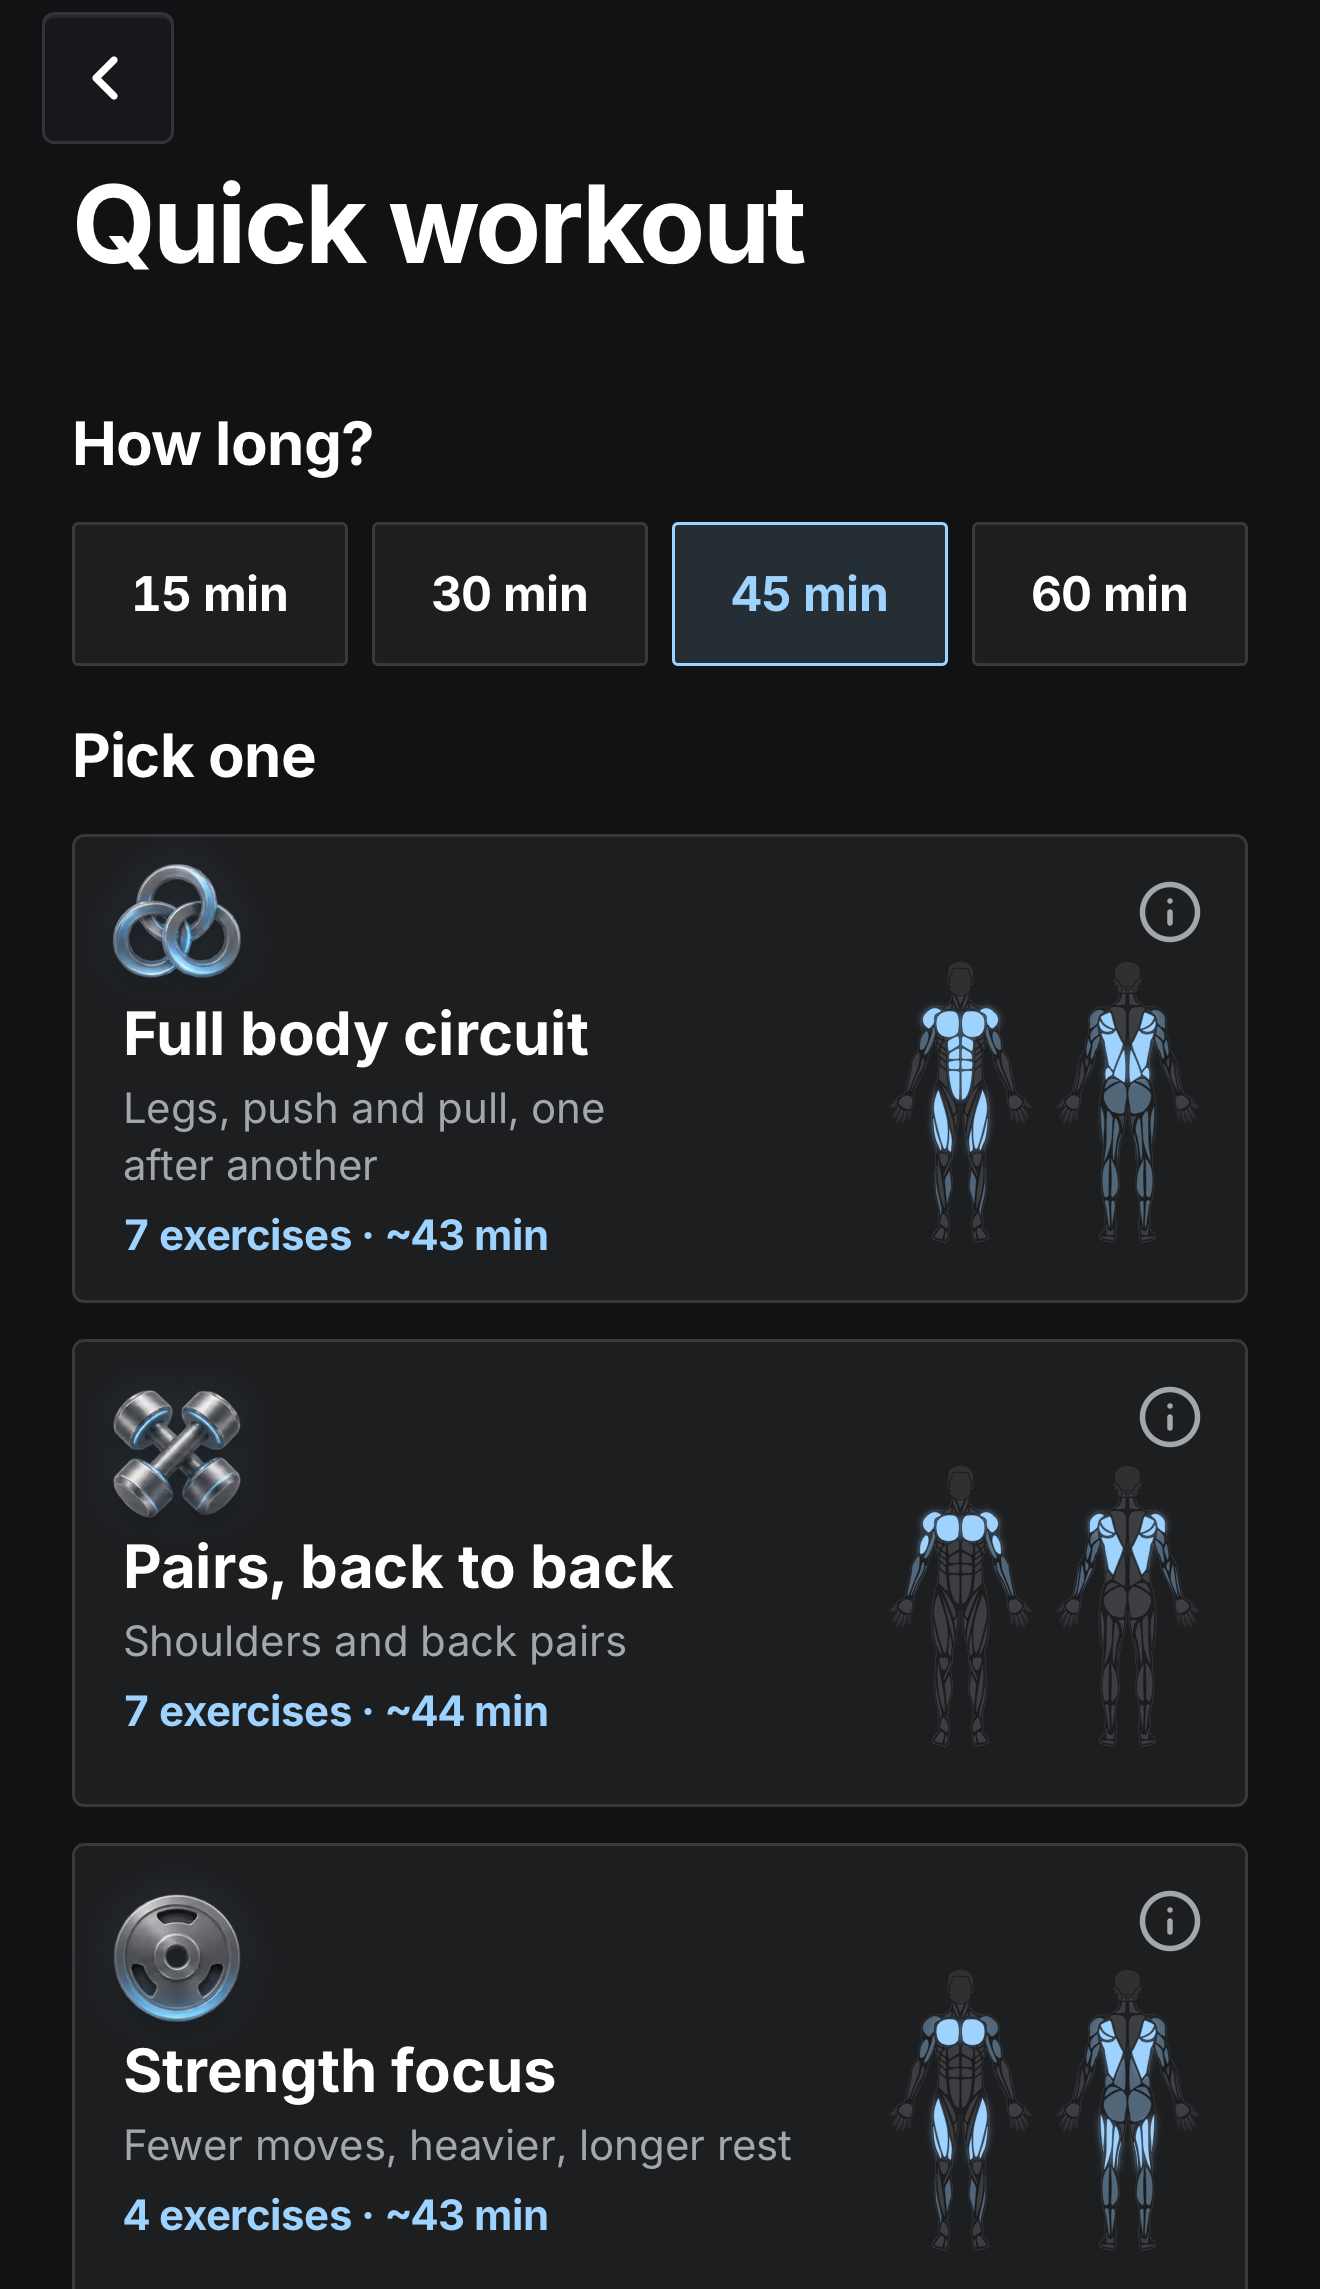 Quick workout
How long?
15 min
30 min
45 min
60 min
Pick one
Full body circuit
Legs, push and pull, one
after another
7 exercises · ~43 min
Pairs, back to back
Shoulders and back pairs
7 exercises · ~44 min
Strength focus
Fewer moves, heavier, longer rest
4 exercises · ~43 min